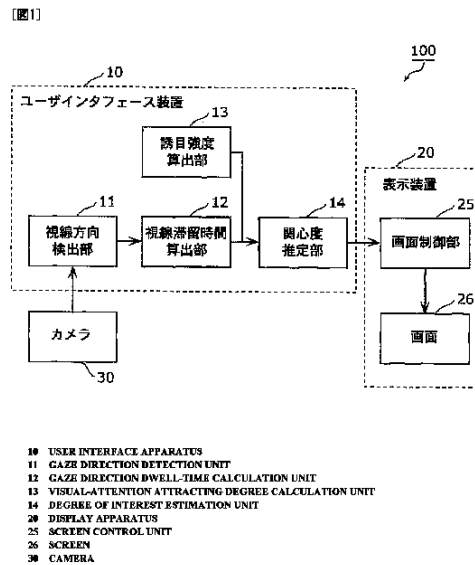 [図1]
100
10
ユーザインタフェース装置
13
誘目強度
算出部
20
表示装置
11
視線方向
検出部
12
視線滞留時間
算出部
14
関心度
推定部
25
画面制御部
26
画面
カメラ
30
10 USER INTERFACE APPARATUS
11 GAZE DIRECTION DETECTION UNIT
12 GAZE DIRECTION DWELL-TIME CALCULATION UNIT
13 VISUAL-ATTENTION ATTRACTING DEGREE CALCULATION UNIT
14 DEGREE OF INTEREST ESTIMATION UNIT
20 DISPLAY APPARATUS
25 SCREEN CONTROL UNIT
26 SCREEN
30 CAMERA